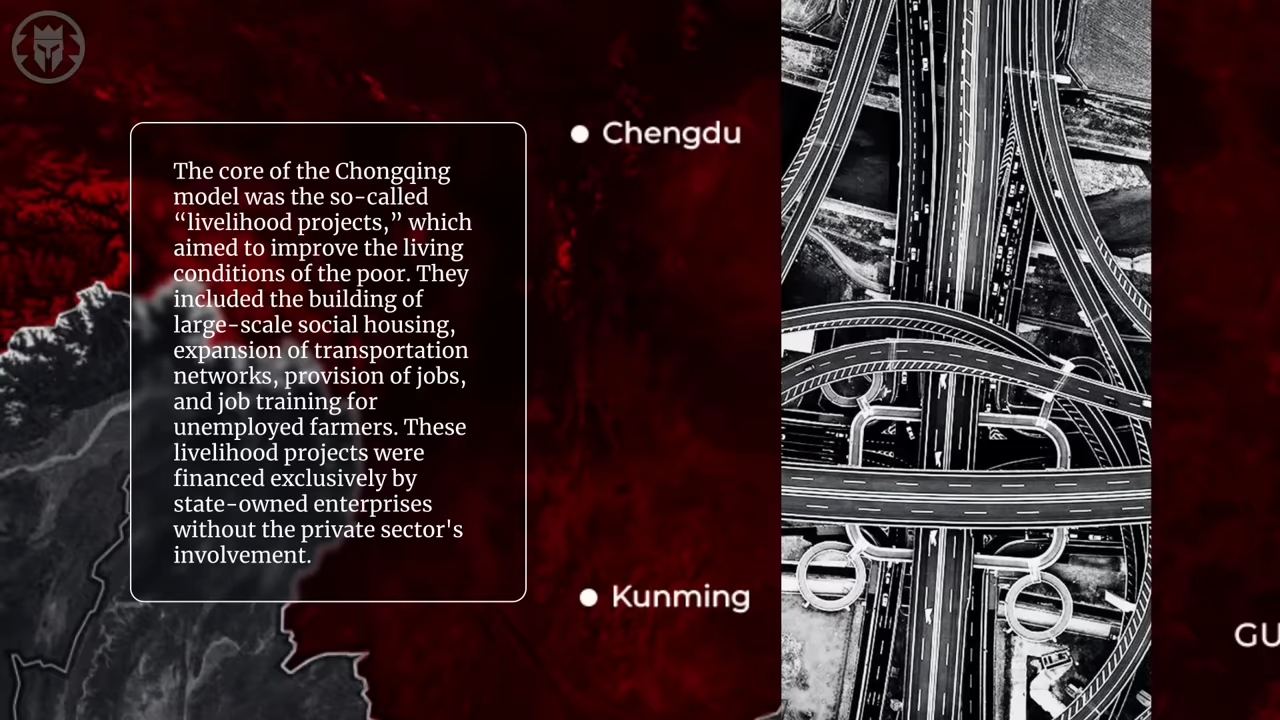 The core of the Chongqing
model was the so-called
“livelihood projects,” which
aimed to improve the living
conditions of the poor. They
included the building of
large-scale social housing,
expansion of transportation
networks, provision of jobs,
and job training for
unemployed farmers. These
livelihood projects were
financed exclusively by
state-owned enterprises
without the private sector's
involvement.
Chengdu
Kunming
GU